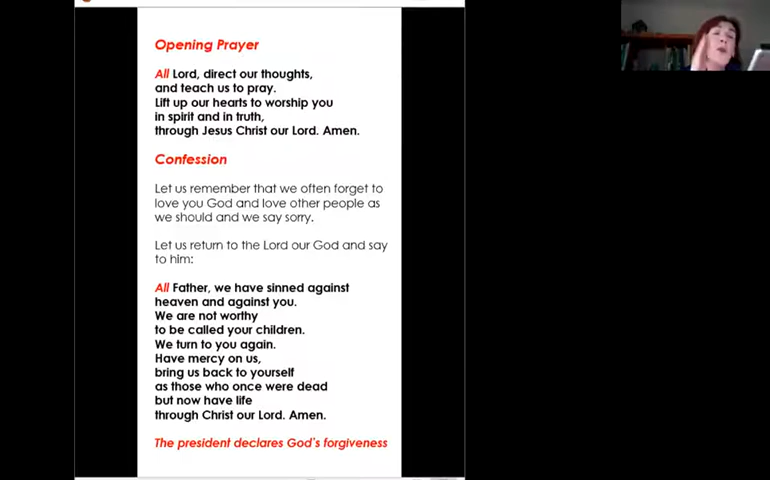 Opening Prayer
All Lord, direct our thoughts,
and teach us to pray.
Lift up our hearts to worship you
in spirit and in truth,
through Jesus Christ our Lord. Amen.
Confession
Let us remember that we often forget to
love you God and love other people as
we should and we say sorry.
Let us return to the Lord our God and say
to him:
All Father, we have sinned against
heaven and against you.
We are not worthy
to be called your children.
We turn to you again.
Have mercy on us,
bring us back to yourself
as those who once were dead
but now have life
through Christ our Lord. Amen.
The president declares God's forgiveness